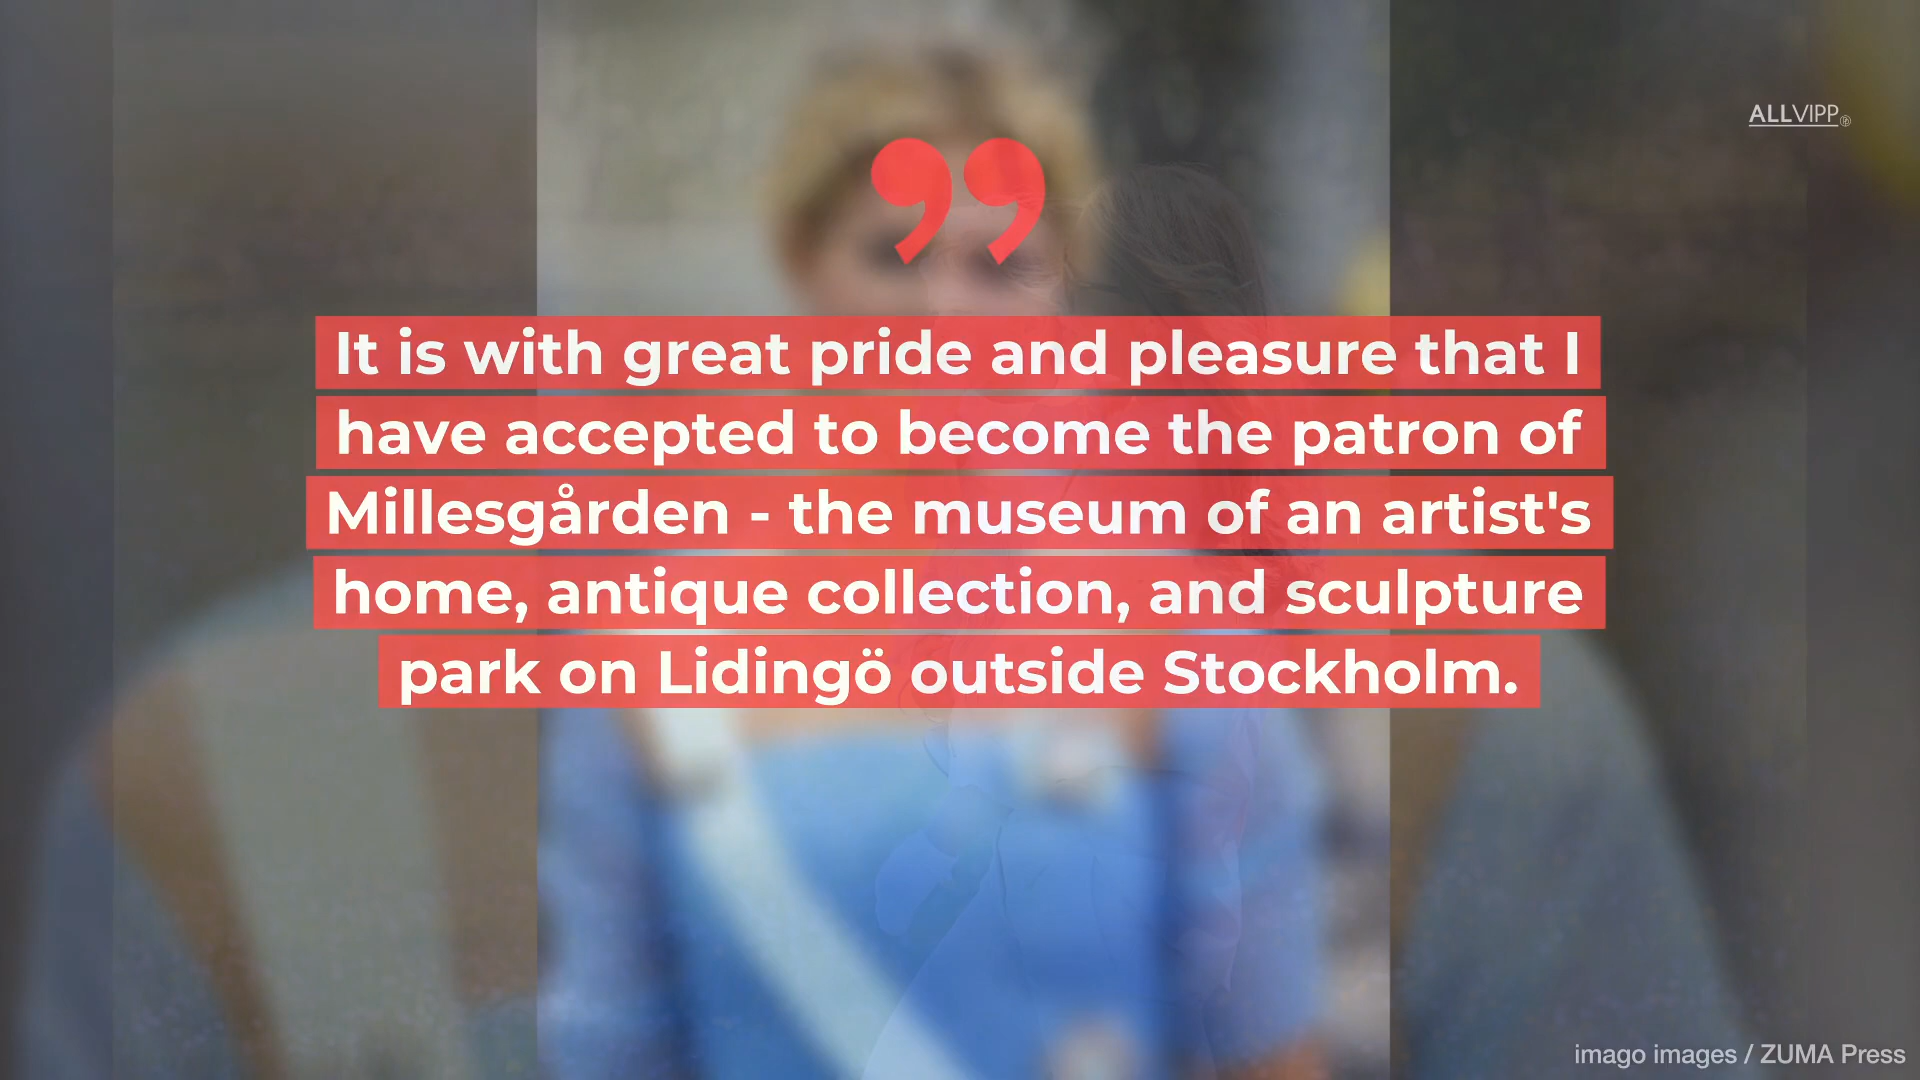 ALLVIPP
”
It is with great pride and pleasure that I
have accepted to become the patron of
Millesgården - the museum of an artist's
home, antique collection, and sculpture
park on Lidingö outside Stockholm.
imago images / ZUMA Press